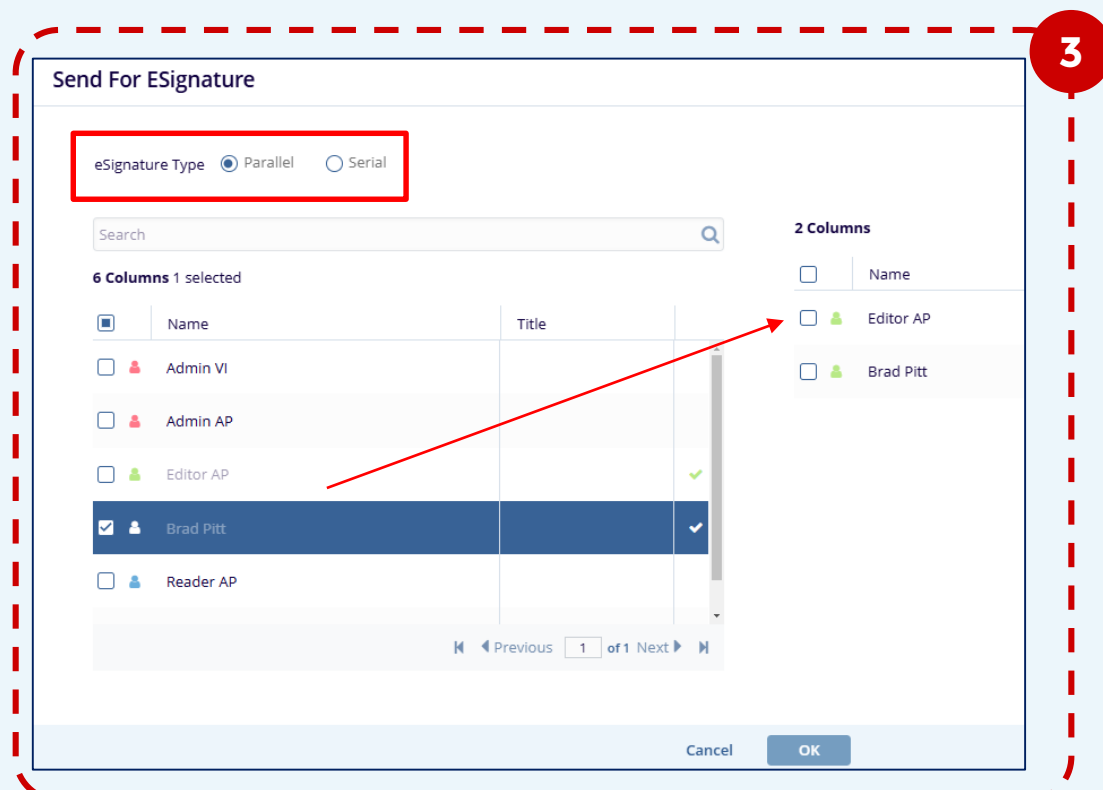 3
Send For ESignature
eSignature Type Parallel Serial
Search
6 Columns 1 selected
Name Title
Admin VI
Admin AP
Editor AP
Brad Pitt
Reader AP
Previous 1 of 1 Next
2 Columns
Name
Editor AP
Brad Pitt
Cancel OK